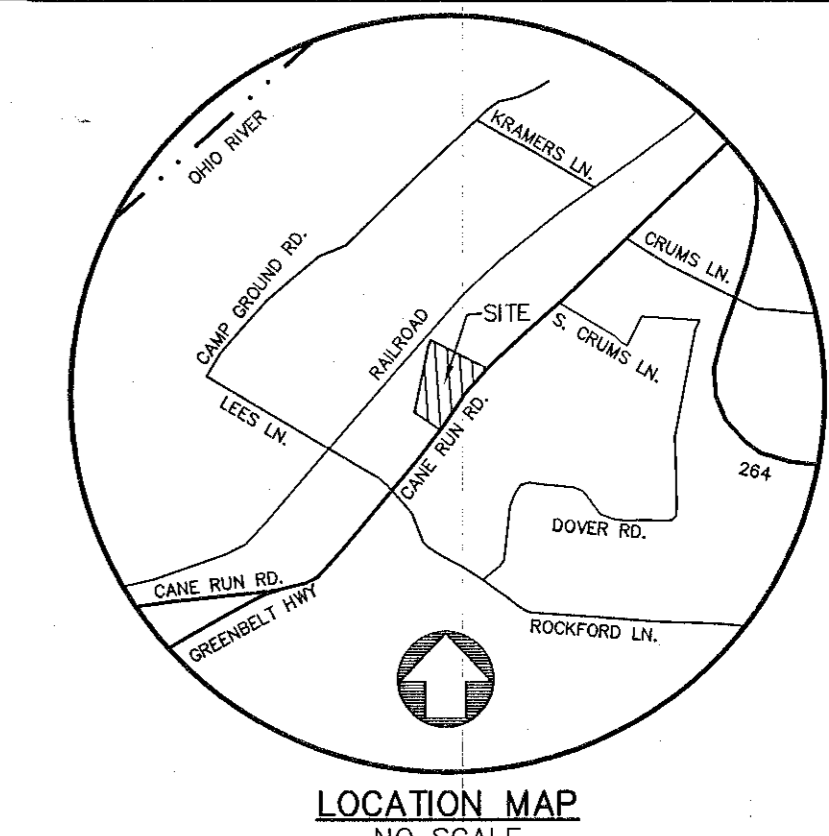 OHIO RIVER
KRAMERS LN.
CAMP GROUND RD.
CRUMS LN.
RAILROAD
SITE
S. CRUMS LN.
LEES LN.
CANE RUN RD.
264
DOVER RD.
CANE RUN RD.
GREENBELT HWY
ROCKFORD LN.
LOCATION MAP
NO SCALE